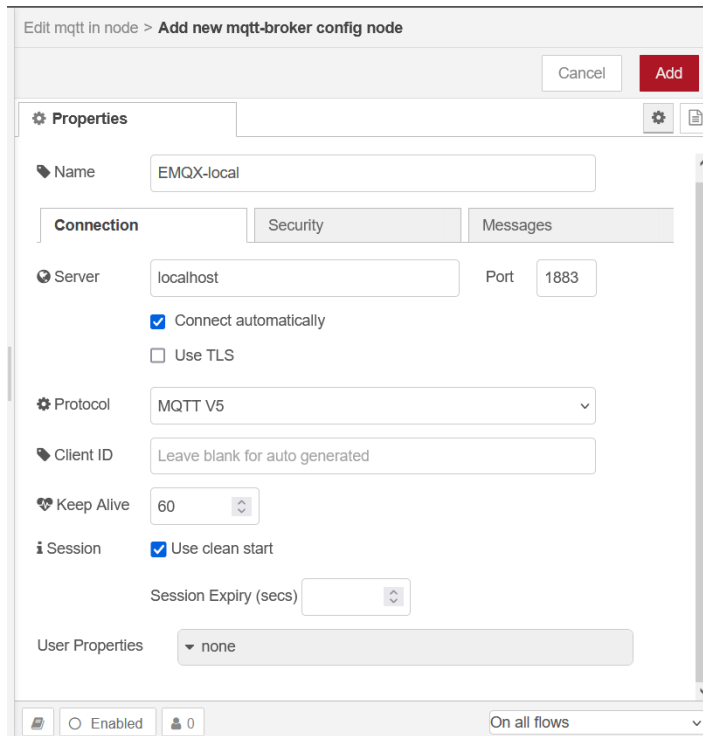 Edit mqtt in node > Add new mqtt-broker config node
Cancel Add
Properties
Name EMQX-local
Connection Security Messages
Server localhost Port 1883
Connect automatically
Use TLS
Protocol MQTT V5
Client ID Leave blank for auto generated
Keep Alive 60
Session Use clean start
Session Expiry (secs)
User Properties none
Enabled 0 On all flows